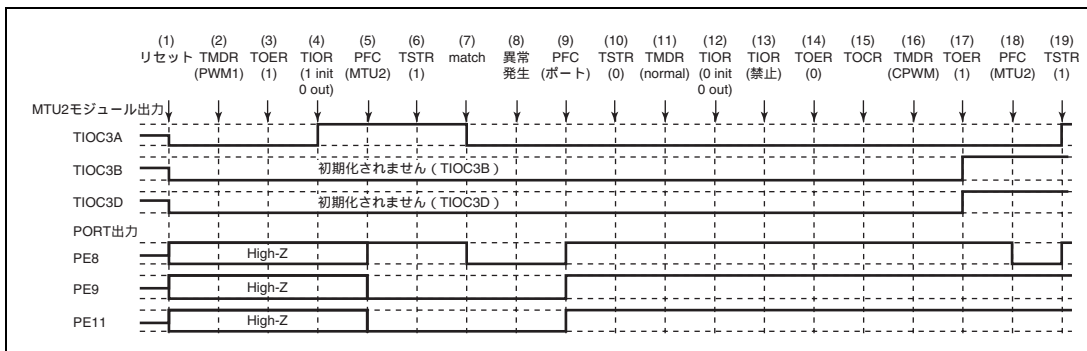 (1) (2) (3) (4) (5) (6) (7) (8) (9) (10) (11) (12) (13) (14) (15) (16) (17) (18) (19)
リセット TMDR TOER TIOR PFC TSTR match 異常 PFC TSTR TMDR TIOR TIOR TOER TOCR TMDR TOER PFC TSTR
(PWM1) (1) (1 init (MTU2) (1) 発生 (ポート) (0) (normal) (0 init (禁止) (0) (CPWM) (1) (MTU2) (1)
0 out) 0 out)
MTU2モジュール出力
TIOC3A
TIOC3B 初期化されません(TIOC3B)
TIOC3D 初期化されません(TIOC3D)
PORT出力
PE8 High-Z
PE9 High-Z
PE11 High-Z